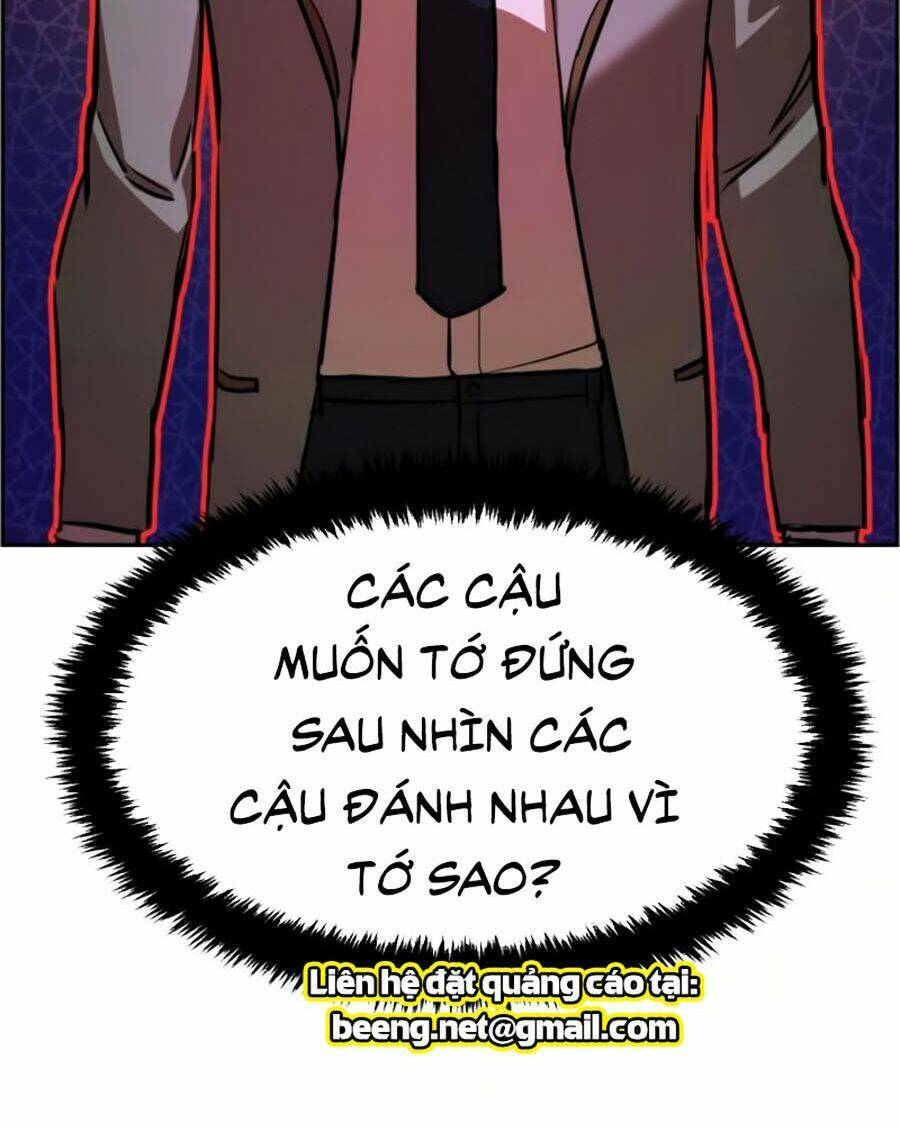 CÁC CẬU
MUỐN TỚ ĐỨNG
SAU NHÌN CÁC
CẬU ĐÁNH NHAU VÌ
TỚ SAO?
Liên hệ đặt quảng cáo tại:
beeng.net@gmail.com